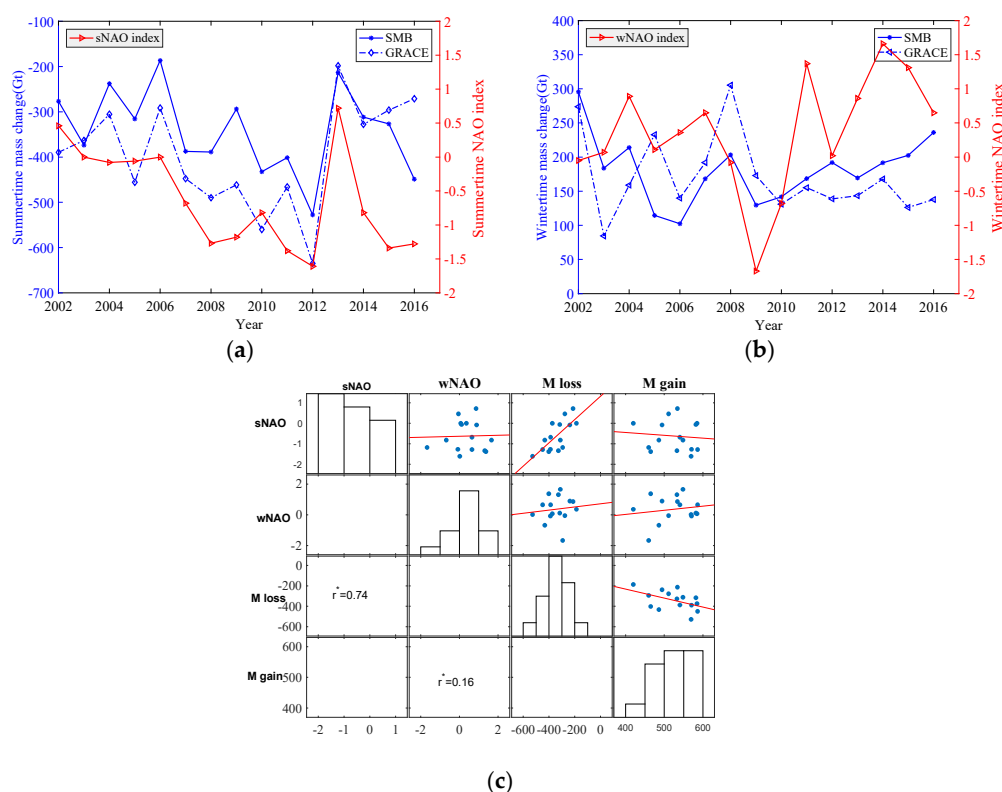 sNAO index
SMB
GRACE
Summertime mass change(Gt)
-100
-200
-300
-400
-500
-600
-700
2
1.5
1
0.5
0
-0.5
-1
-1.5
-2
Summertime NAO index
2002 2004 2006 2008 2010 2012 2014 2016
Year
(a)
wNAO index
SMB
GRACE
Wintertime mass change(Gt)
400
350
300
250
200
150
100
50
0
2
1.5
1
0.5
0
-0.5
-1
-1.5
-2
Wintertime NAO index
2002 2004 2006 2008 2010 2012 2014 2016
Year
(b)
sNAO wNAO M loss M gain
sNAO
1
0
-1
-2
wNAO
2
0
-2
M loss
0
-200
-400
-600
r*=0.74
M gain
600
500
400
r*=0.16
-2 -1 0 1
-2 0 2
-600 -400 -200 0
400 500 600
(c)